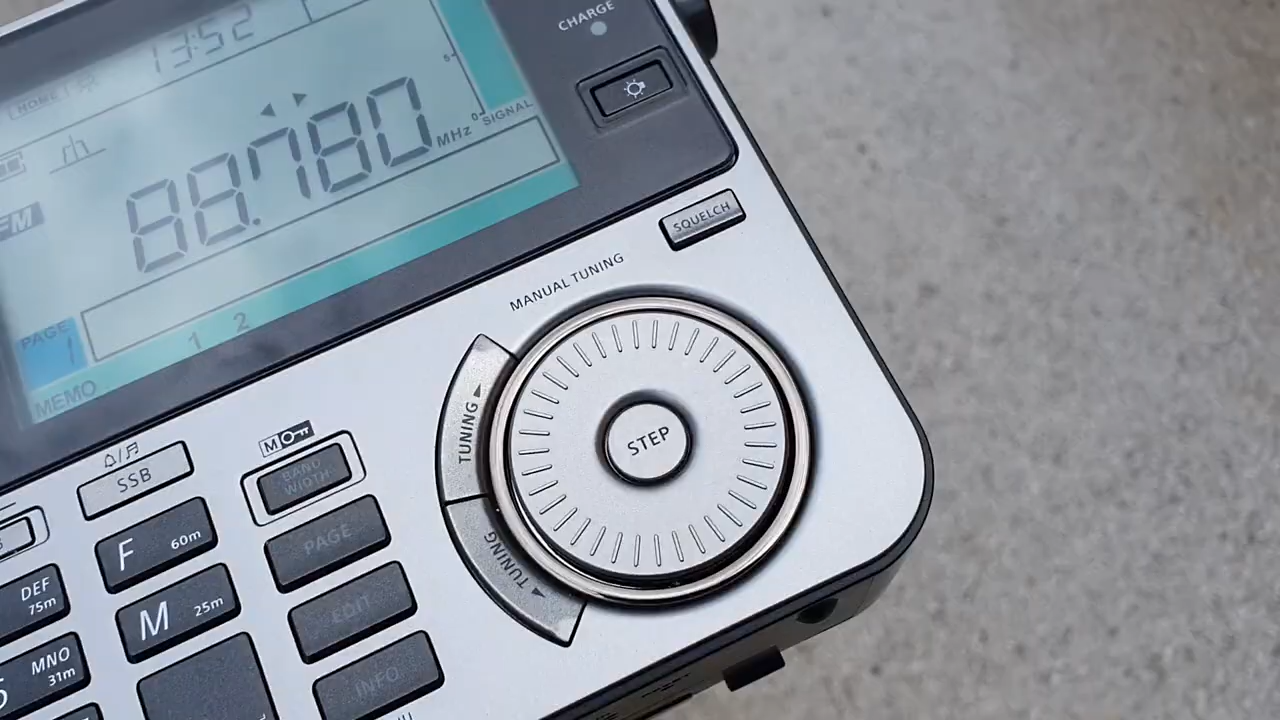 13:52
CHARGE
HOME
88.780 MHz
SIGNAL
FM
SQUELCH
MANUAL TUNING
PAGE
1
1 2
MEMO
TUNING
STEP
TUNING
SSB
BAND
WIDTH
F 60m
PAGE
DEF
75m
M 25m
EDIT
MNO
31m
INFO